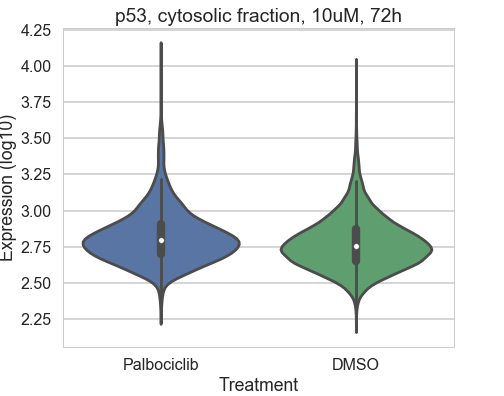 p53, cytosolic fraction, 10uM, 72h
Expression (log10)
4.25
4.00
3.75
3.50
3.25
3.00
2.75
2.50
2.25
Palbociclib DMSO
Treatment